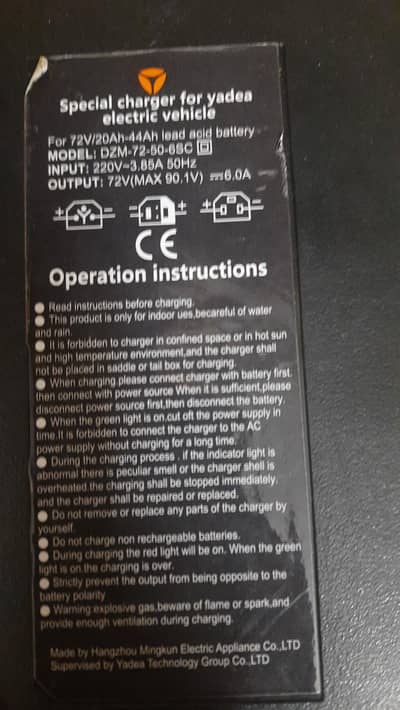 Special charger for yadea
electric vehicle
For 72V/20Ah-44Ah lead acid battery
MODEL: DZM-72-50-6SC
INPUT: 220V~3.85A 50Hz
OUTPUT: 72V(MAX 90.1V) ⎓6.0A
+ - + - + -
CE
Operation instructions
● Read instructions before charging.
● This product is only for indoor ues,becareful of water
and rain.
● It is forbidden to charger in confined space or in hot sun
and high temperature environment,and the charger shall
not be placed in saddle or tail box for charging.
● When charging please connect charger with battery first.
then connect with power source When it is sufficient,please
disconnect power source first,then disconnect the battery.
● When the green light is on,cut oft the power supply in
time.It is forbidden to connect the charger to the AC
power supply without charging for a long time.
● During the charging process , if the indicator light is
abnormal there is peculiar smell or the charger shell is
overheated,the charging shall be stopped immediately,
and the charger shall be repaired or replaced.
● Do not remove or replace any parts of the charger by
yourself.
● Do not charge non rechargeable batteries.
● During charging the red light will be on. When the green
light is on the charging is over.
● Strictly prevent the output from being opposite to the
battery polarity
● Warning:explosive gas,beware of flame or spark,and
provide enough ventilation during charging.
Made by Hangzhou Mingkun Electric Appliance Co.,LTD
Supervised by Yadea Technology Group Co.,LTD